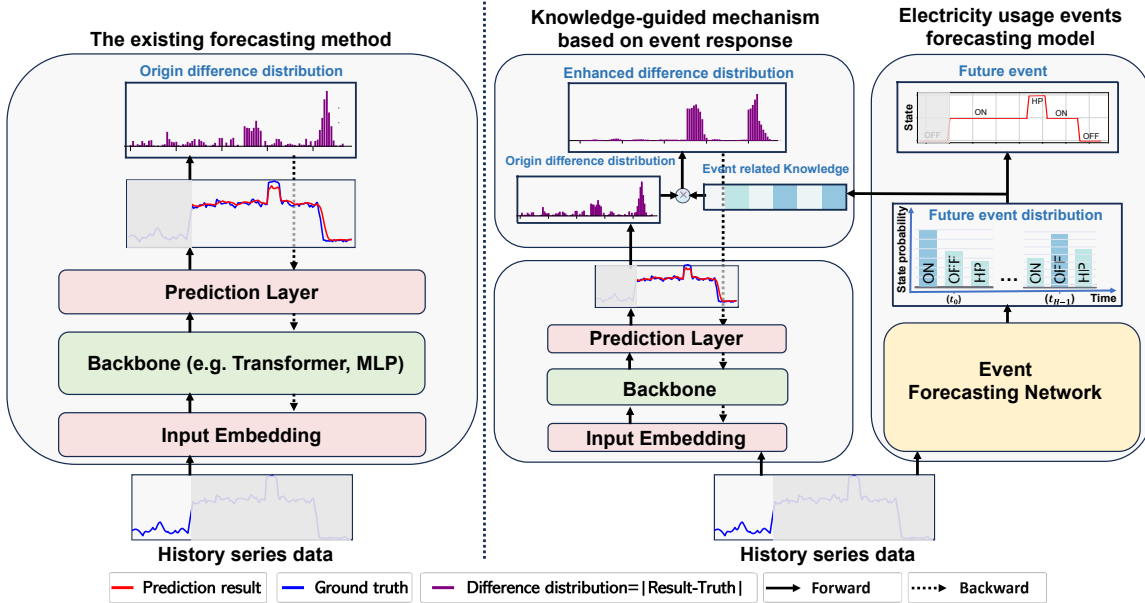 The existing forecasting method
Origin difference distribution
Prediction Layer
Backbone (e.g. Transformer, MLP)
Input Embedding
History series data
Knowledge-guided mechanism
based on event response
Enhanced difference distribution
Origin difference distribution
Event related Knowledge
Prediction Layer
Backbone
Input Embedding
History series data
Electricity usage events
forecasting model
Future event
State
OFF
ON
HP
ON
OFF
Future event distribution
State probability
ON
OFF
HP
...
ON
OFF
HP
(t₀)
(t_{H−1})
Time
Event
Forecasting Network
Prediction result
Ground truth
Difference distribution=|Result-Truth|
Forward
Backward